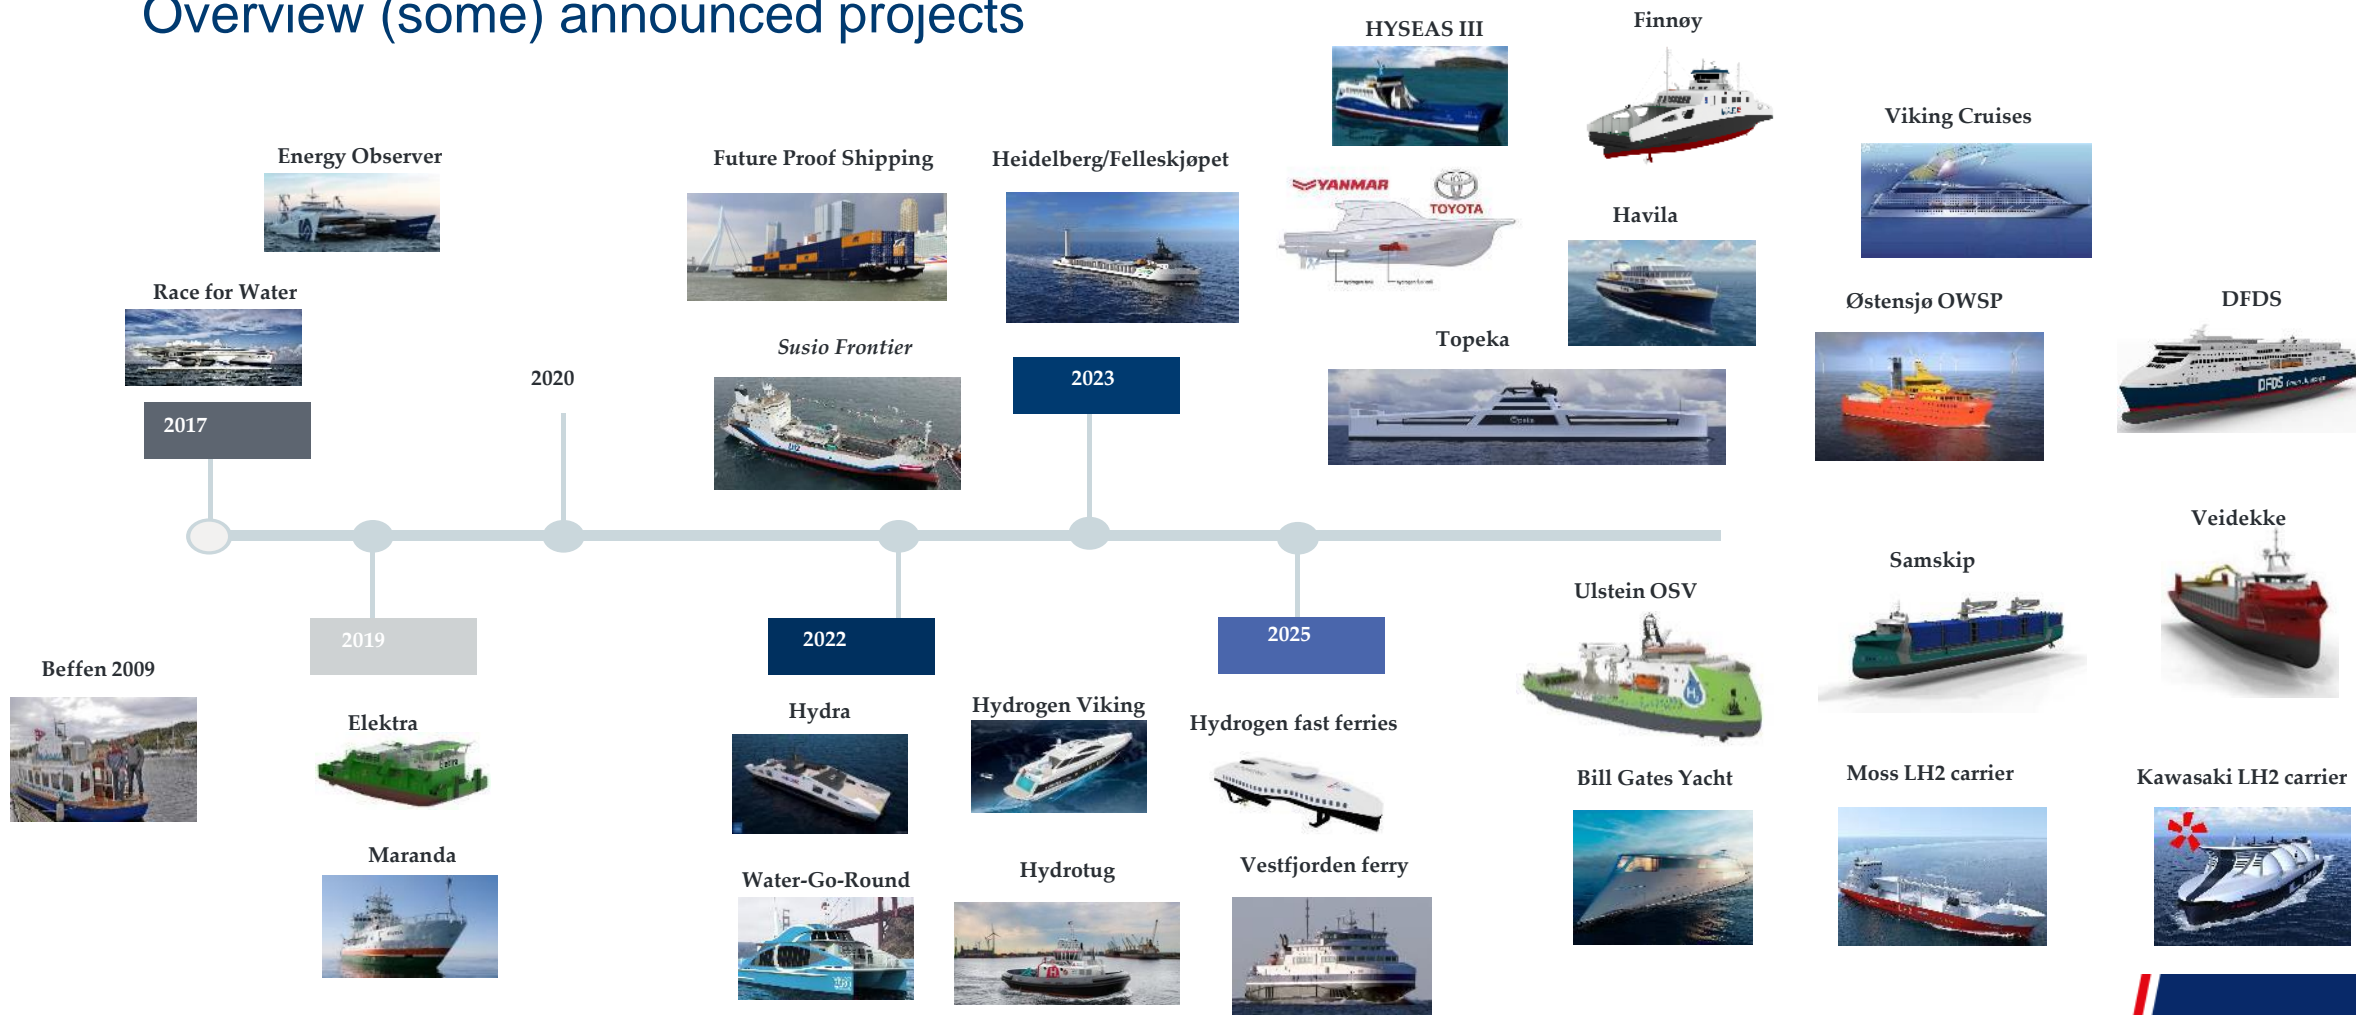 Overview (some) announced projects
HYSEAS III
Finnøy
Viking Cruises
Energy Observer
Future Proof Shipping
Heidelberg/Felleskjøpet
YANMAR
TOYOTA
Havila
Race for Water
Østensjø OWSP
DFDS
DFDS
Susio Frontier
Topeka
2017
2020
2023
LH2
Veidekke
Samskip
Ulstein OSV
2019
2022
2025
Beffen 2009
Elektra
Hydra
Hydrogen Viking
Hydrogen fast ferries
H2
Bill Gates Yacht
Moss LH2 carrier
Kawasaki LH2 carrier
Maranda
Water-Go-Round
Hydrotug
Vestfjorden ferry
H